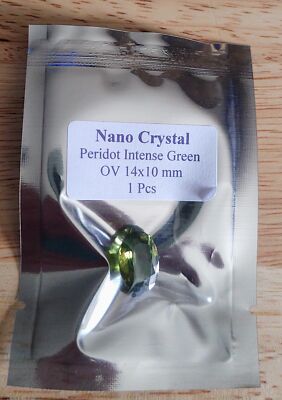 Nano Crystal
Peridot Intense Green
OV 14x10 mm
1 Pcs